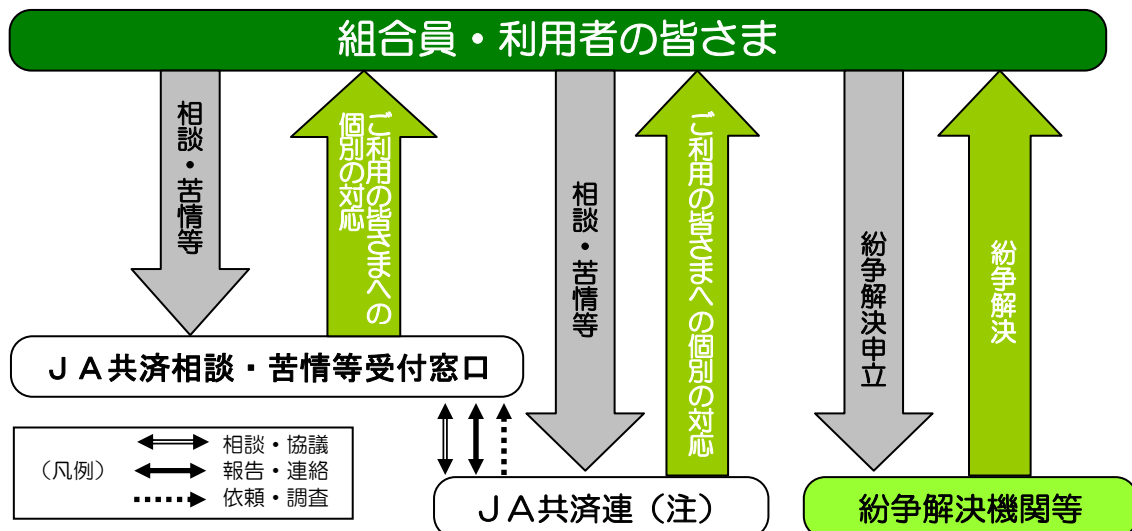 組合員・利用者の皆さま
相談・苦情等
ご利用の皆さまへの
個別の対応
相談・苦情等
ご利用の皆さまへの個別の対応
紛争解決申立
紛争解決
ＪＡ共済相談・苦情等受付窓口
（凡例）
相談・協議
報告・連絡
依頼・調査
ＪＡ共済連（注）
紛争解決機関等